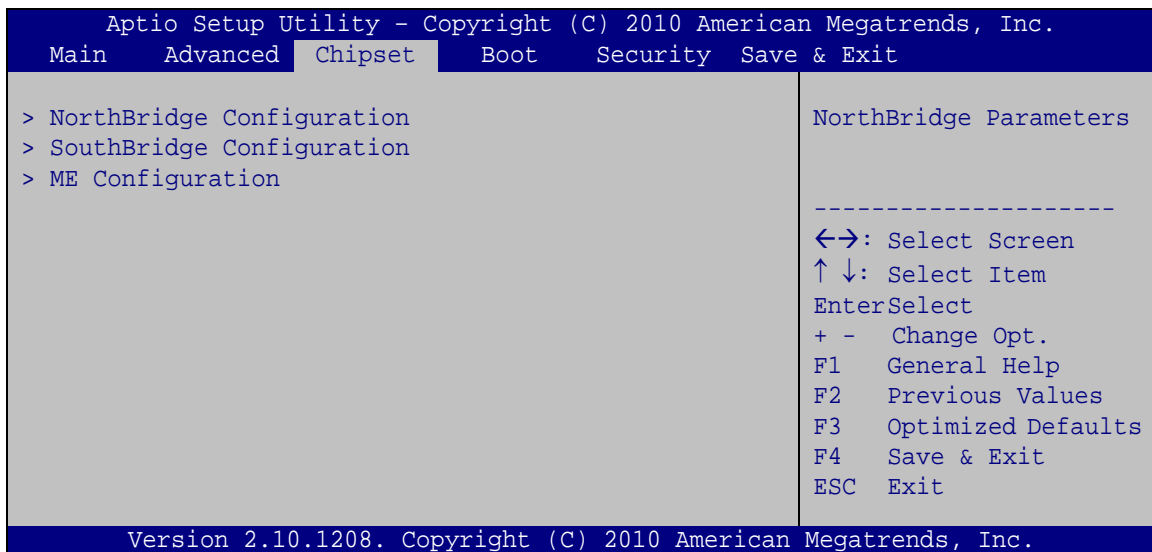 Aptio Setup Utility – Copyright (C) 2010 American Megatrends, Inc.
Main Advanced Chipset Boot Security Save & Exit
> NorthBridge Configuration
> SouthBridge Configuration
> ME Configuration
NorthBridge Parameters
---------------------
←→: Select Screen
↑ ↓: Select Item
EnterSelect
+ - Change Opt.
F1 General Help
F2 Previous Values
F3 Optimized Defaults
F4 Save & Exit
ESC Exit
Version 2.10.1208. Copyright (C) 2010 American Megatrends, Inc.